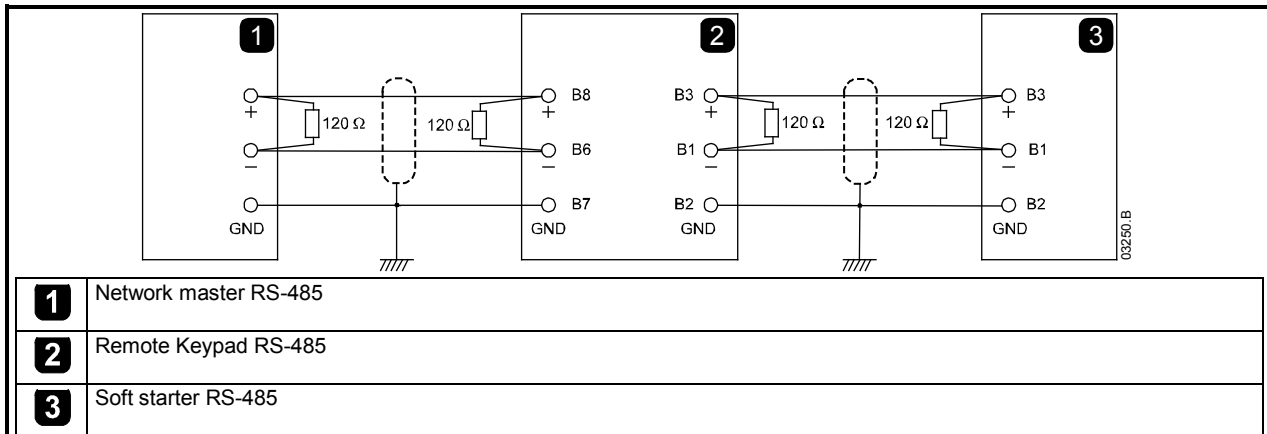 1 2 3
B8 B3 B3
+ + + +
120 Ω 120 Ω 120 Ω 120 Ω
B6 B1 B1
− − − −
B7 B2 B2
GND GND GND GND
03250.B
1 Network master RS-485
2 Remote Keypad RS-485
3 Soft starter RS-485